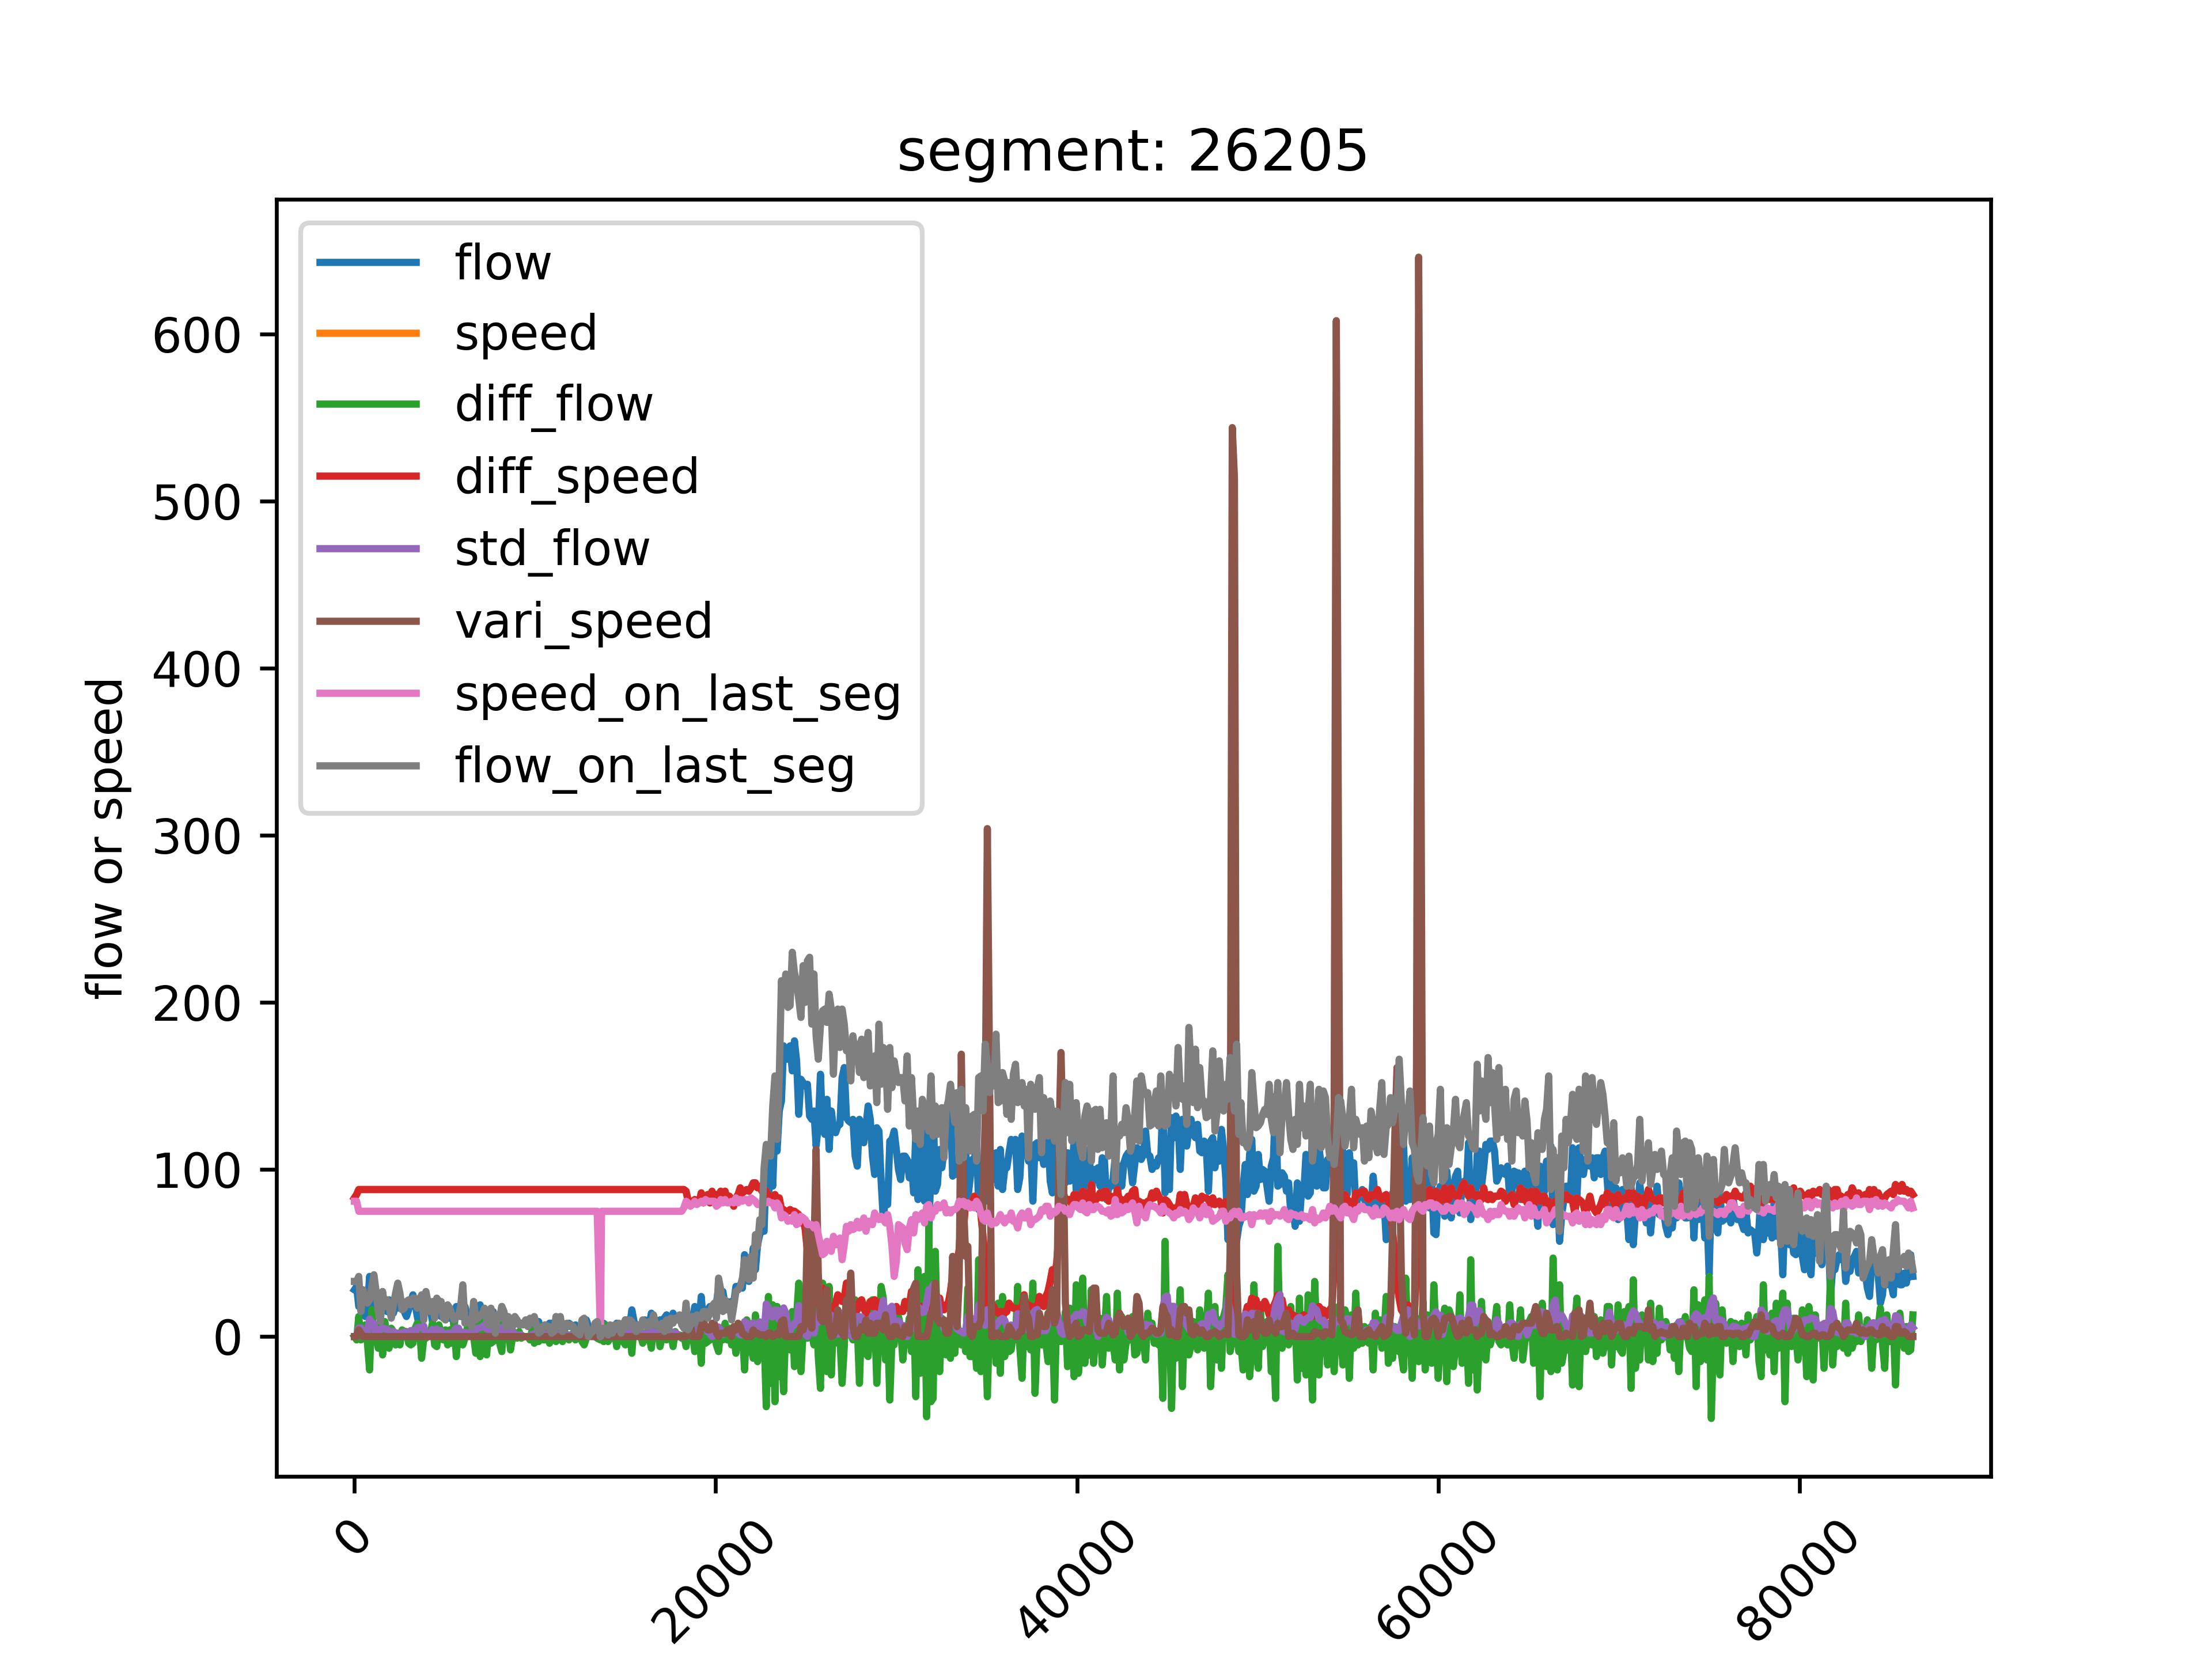 segment: 26205
flow
speed
diff_flow
diff_speed
std_flow
vari_speed
speed_on_last_seg
flow_on_last_seg
flow or speed
600
500
400
300
200
100
0
0
20000
40000
60000
80000